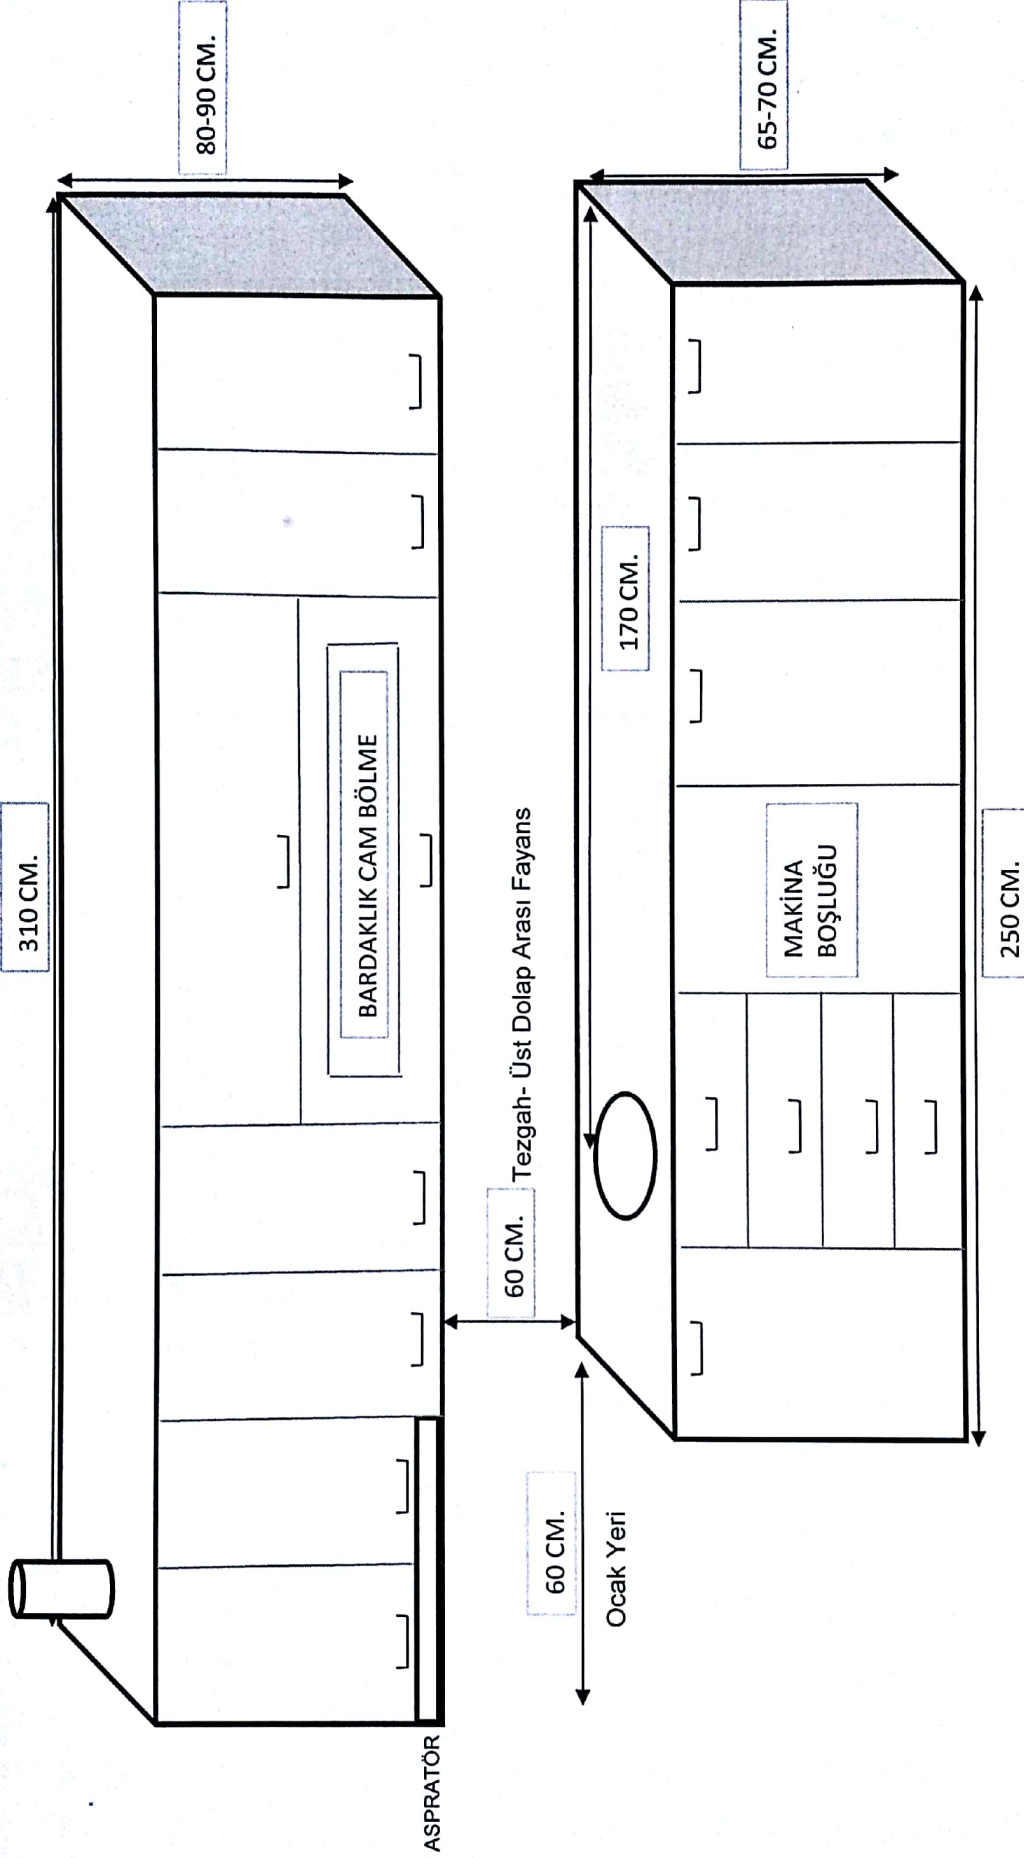 310 CM.
80-90 CM.
BARDAKLIK CAM BÖLME
ASPRATÖR
60 CM.
Tezgah- Üst Dolap Arası Fayans
60 CM.
Ocak Yeri
170 CM.
65-70 CM.
MAKİNA
BOŞLUĞU
250 CM.